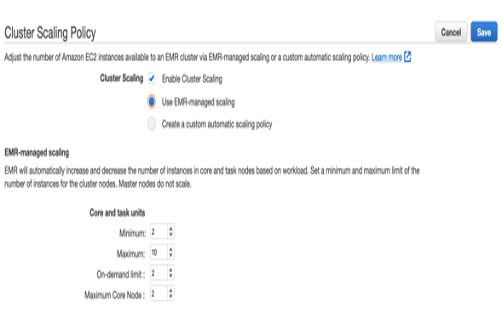 Cluster Scaling Policy
Cancel Save
Adjust the number of Amazon EC2 instances available to an EMR cluster via EMR-managed scaling or a custom automatic scaling policy. Learn more
Cluster Scaling Enable Cluster Scaling
Use EMR-managed scaling
Create a custom automatic scaling policy
EMR-managed scaling
EMR will automatically increase and decrease the number of instances in core and task nodes based on workload. Set a minimum and maximum limit of the
number of instances for the cluster nodes. Master nodes do not scale.
Core and task units
Minimum: 2
Maximum: 10
On-demand limit : 2
Maximum Core Node : 2